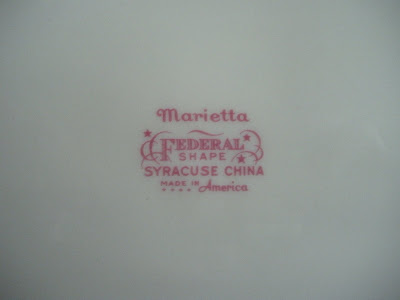 Marietta
FEDERAL
SHAPE
SYRACUSE CHINA
MADE IN America